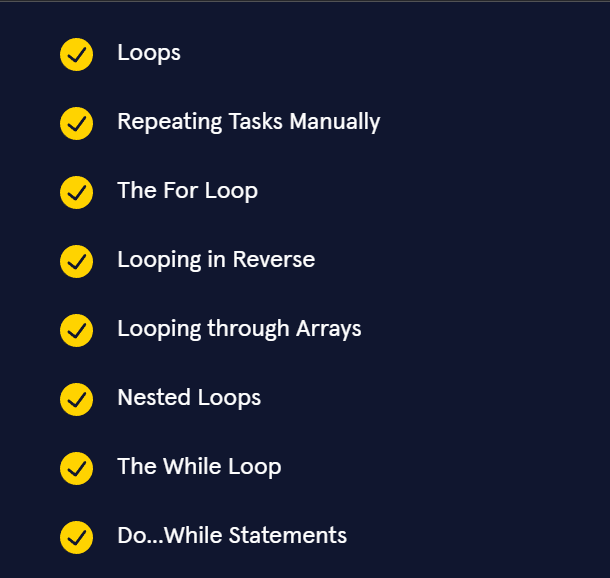 Loops
Repeating Tasks Manually
The For Loop
Looping in Reverse
Looping through Arrays
Nested Loops
The While Loop
Do...While Statements